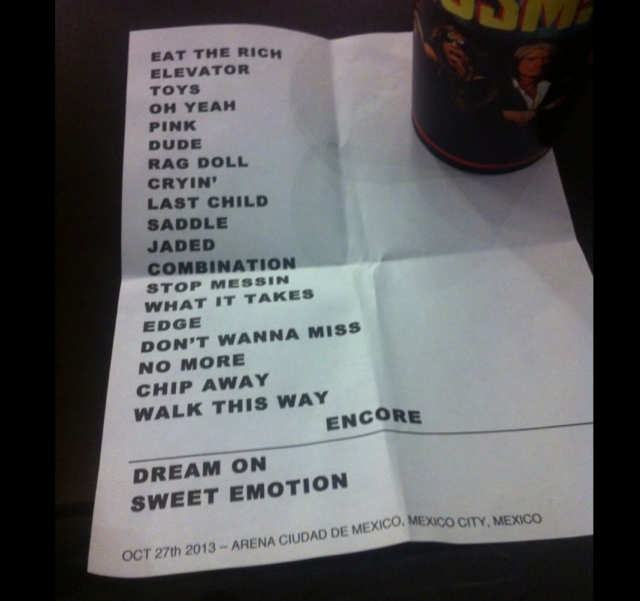 EAT THE RICH
ELEVATOR
TOYS
OH YEAH
PINK
DUDE
RAG DOLL
CRYIN'
LAST CHILD
SADDLE
JADED
COMBINATION
STOP MESSIN
WHAT IT TAKES
EDGE
DON'T WANNA MISS
NO MORE
CHIP AWAY
WALK THIS WAY
ENCORE
DREAM ON
SWEET EMOTION
OCT 27th 2013 – ARENA CIUDAD DE MEXICO, MEXICO CITY, MEXICO